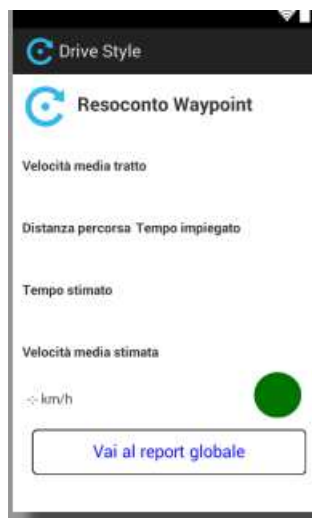 Drive Style
Resoconto Waypoint
Velocità media tratto
Distanza percorsa Tempo impiegato
Tempo stimato
Velocità media stimata
-:- km/h
Vai al report globale